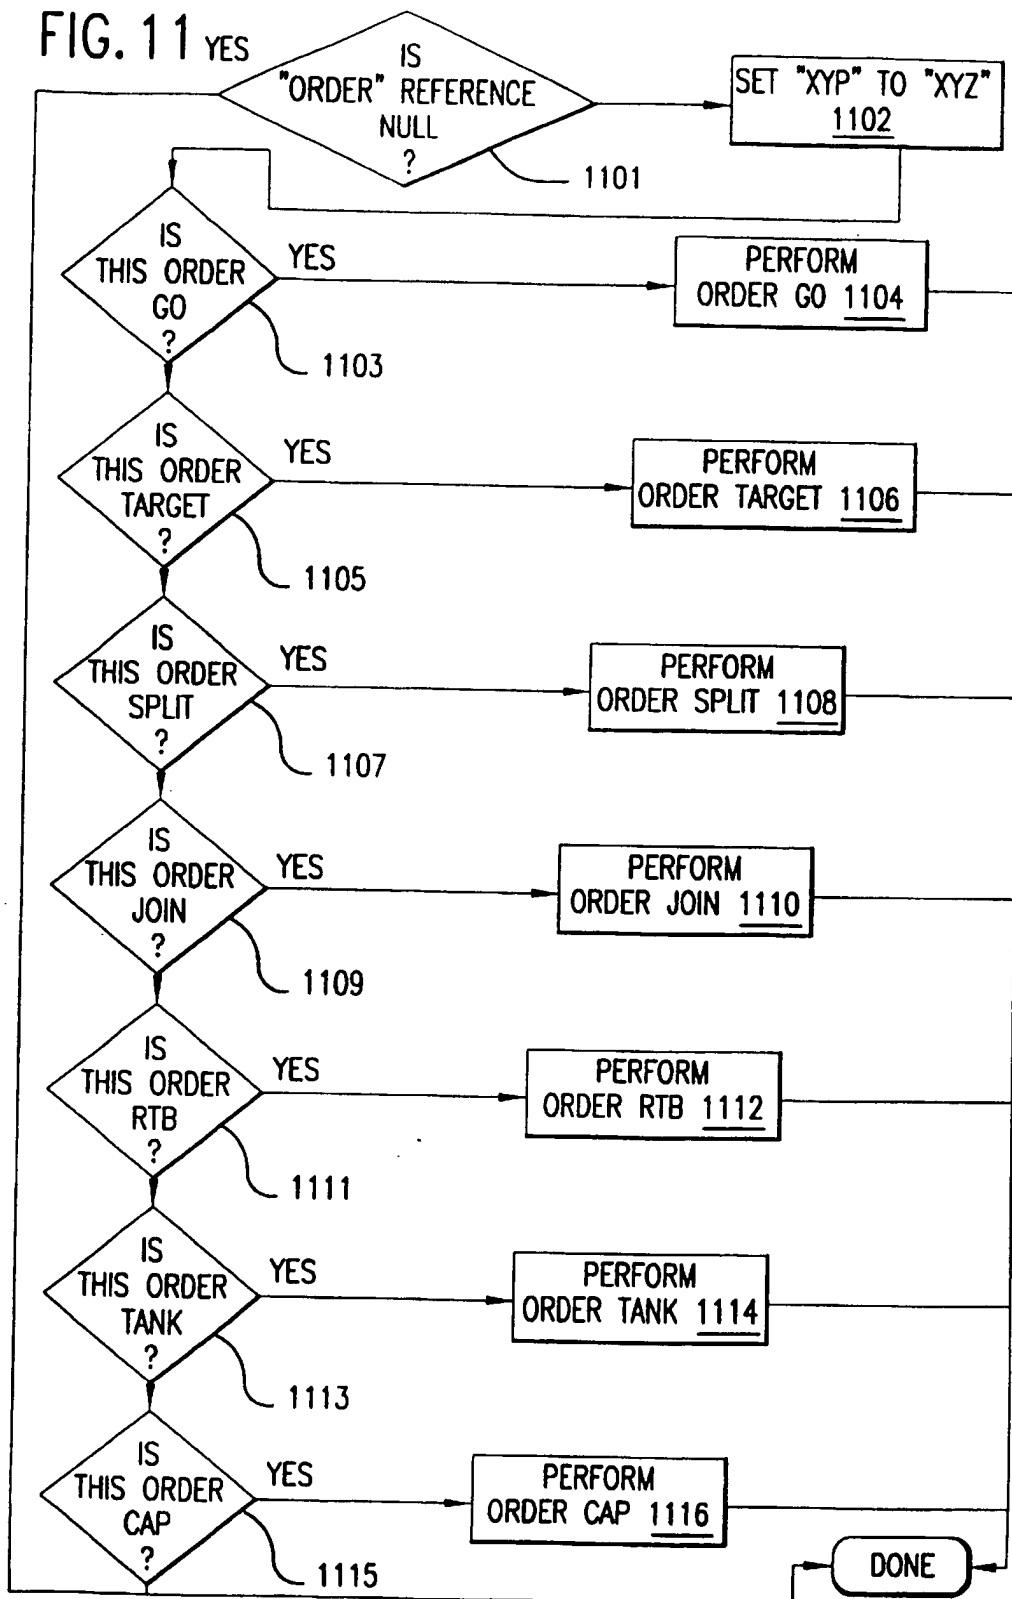 FIG. 11
YES
IS
"ORDER" REFERENCE
NULL
?
1101
SET "XYP" TO "XYZ"
1102
IS
THIS ORDER
GO
?
1103
YES
PERFORM
ORDER GO 1104
IS
THIS ORDER
TARGET
?
1105
YES
PERFORM
ORDER TARGET 1106
IS
THIS ORDER
SPLIT
?
1107
YES
PERFORM
ORDER SPLIT 1108
IS
THIS ORDER
JOIN
?
1109
YES
PERFORM
ORDER JOIN 1110
IS
THIS ORDER
RTB
?
1111
YES
PERFORM
ORDER RTB 1112
IS
THIS ORDER
TANK
?
1113
YES
PERFORM
ORDER TANK 1114
IS
THIS ORDER
CAP
?
1115
YES
PERFORM
ORDER CAP 1116
DONE